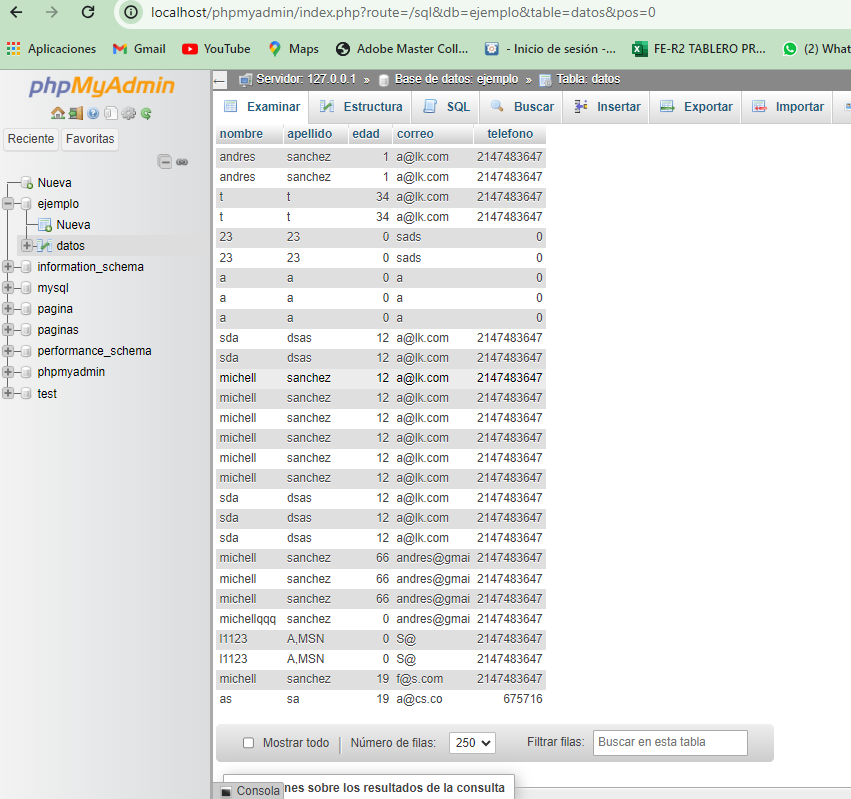 localhost/phpmyadmin/index.php?route=/sql&db=ejemplo&table=datos&pos=0
Aplicaciones Gmail YouTube Maps Adobe Master Coll... - Inicio de sesión -... FE-R2 TABLERO PR... (2) What
phpMyAdmin
Reciente Favoritas
Nueva
ejemplo
Nueva
datos
information_schema
mysql
pagina
paginas
performance_schema
phpmyadmin
test
Servidor: 127.0.0.1 » Base de datos: ejemplo » Tabla: datos
Examinar Estructura SQL Buscar Insertar Exportar Importar
nombre apellido edad correo telefono
andres sanchez 1 a@lk.com 2147483647
andres sanchez 1 a@lk.com 2147483647
t t 34 a@lk.com 2147483647
t t 34 a@lk.com 2147483647
23 23 0 sads 0
23 23 0 sads 0
a a 0 a 0
a a 0 a 0
a a 0 a 0
sda dsas 12 a@lk.com 2147483647
sda dsas 12 a@lk.com 2147483647
michell sanchez 12 a@lk.com 2147483647
michell sanchez 12 a@lk.com 2147483647
michell sanchez 12 a@lk.com 2147483647
michell sanchez 12 a@lk.com 2147483647
michell sanchez 12 a@lk.com 2147483647
michell sanchez 12 a@lk.com 2147483647
sda dsas 12 a@lk.com 2147483647
sda dsas 12 a@lk.com 2147483647
sda dsas 12 a@lk.com 2147483647
michell sanchez 66 andres@gmai 2147483647
michell sanchez 66 andres@gmai 2147483647
michell sanchez 66 andres@gmai 2147483647
michellqqq sanchez 0 andres@gmai 2147483647
l1123 A,MSN 0 S@ 2147483647
l1123 A,MSN 0 S@ 2147483647
michell sanchez 19 f@s.com 2147483647
as sa 19 a@cs.co 675716
Mostrar todo Número de filas: 250 Filtrar filas: Buscar en esta tabla
Consola nes sobre los resultados de la consulta